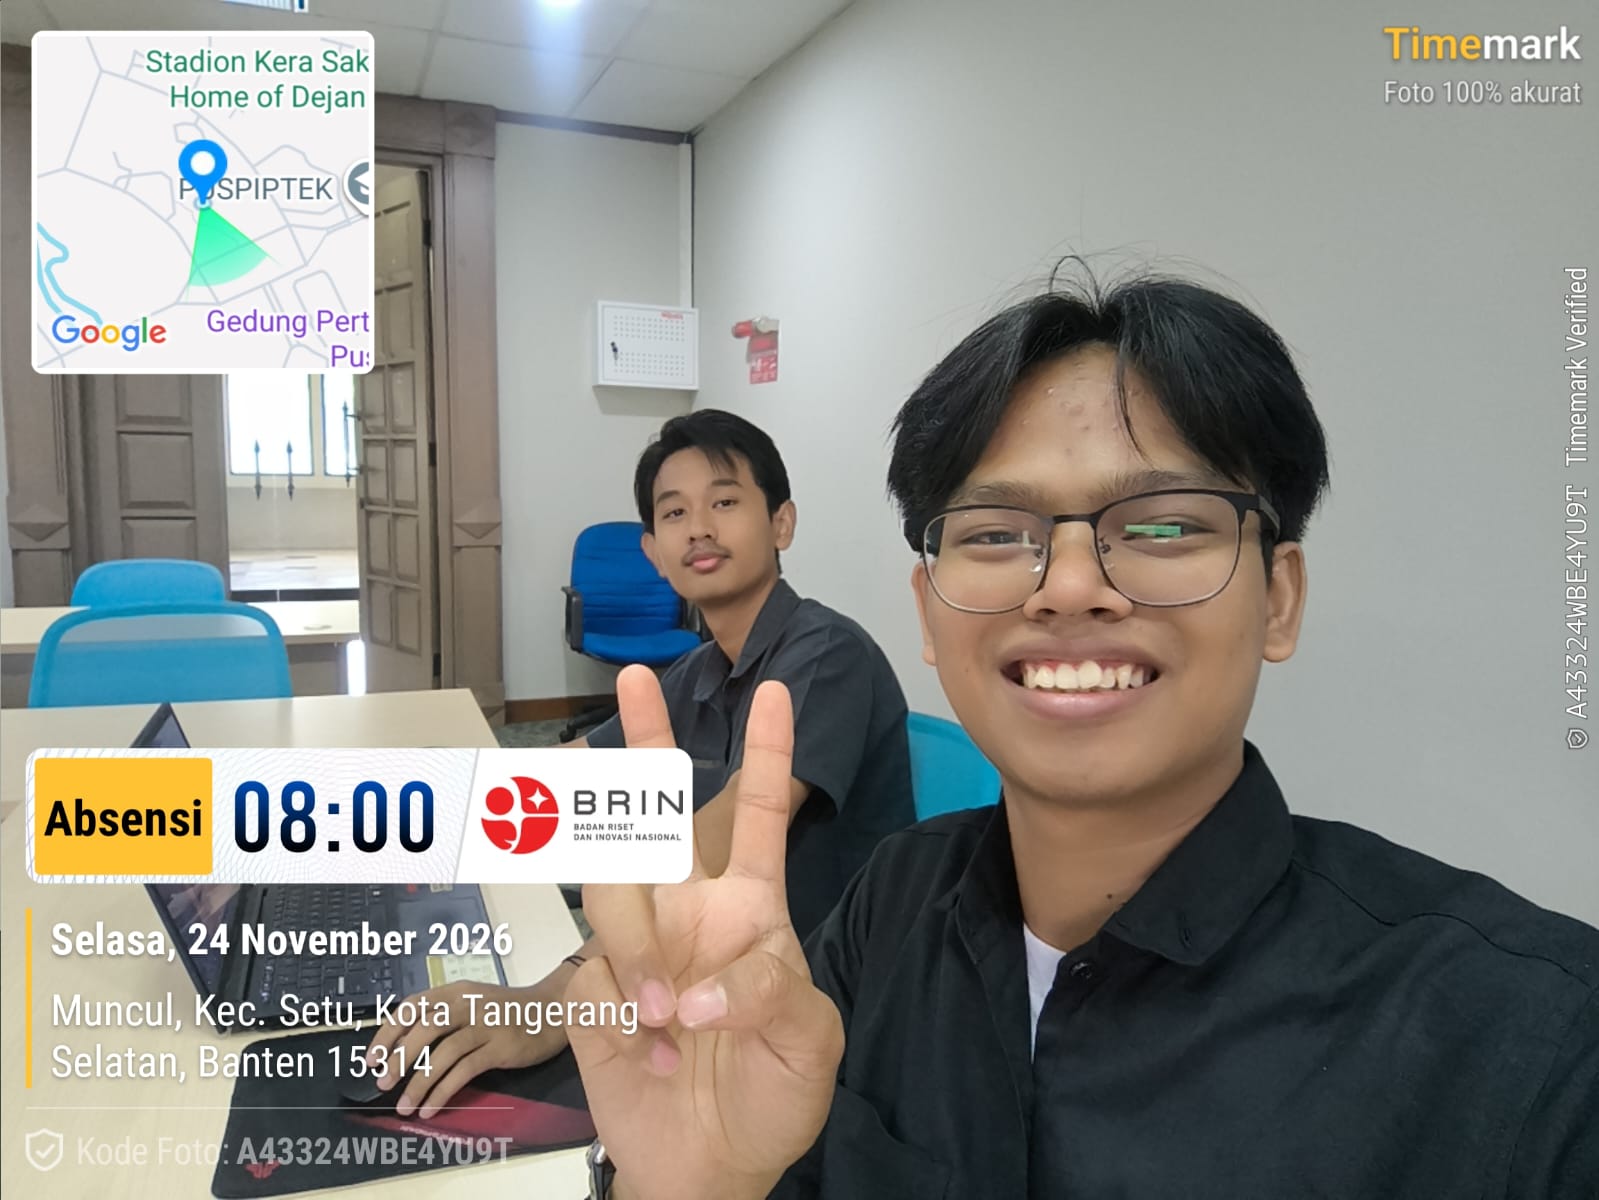 Stadion Kera Sak
Home of Dejan
PUSPIPTEK
Gedung Pert
Pus
Google
Timemark
Foto 100% akurat
A43324WBE4YU9T Timemark Verified
Absensi
08:00
BRIN
BADAN RISET
DAN INOVASI NASIONAL
Selasa, 24 November 2026
Muncul, Kec. Setu, Kota Tangerang
Selatan, Banten 15314
Kode Foto: A43324WBE4YU9T